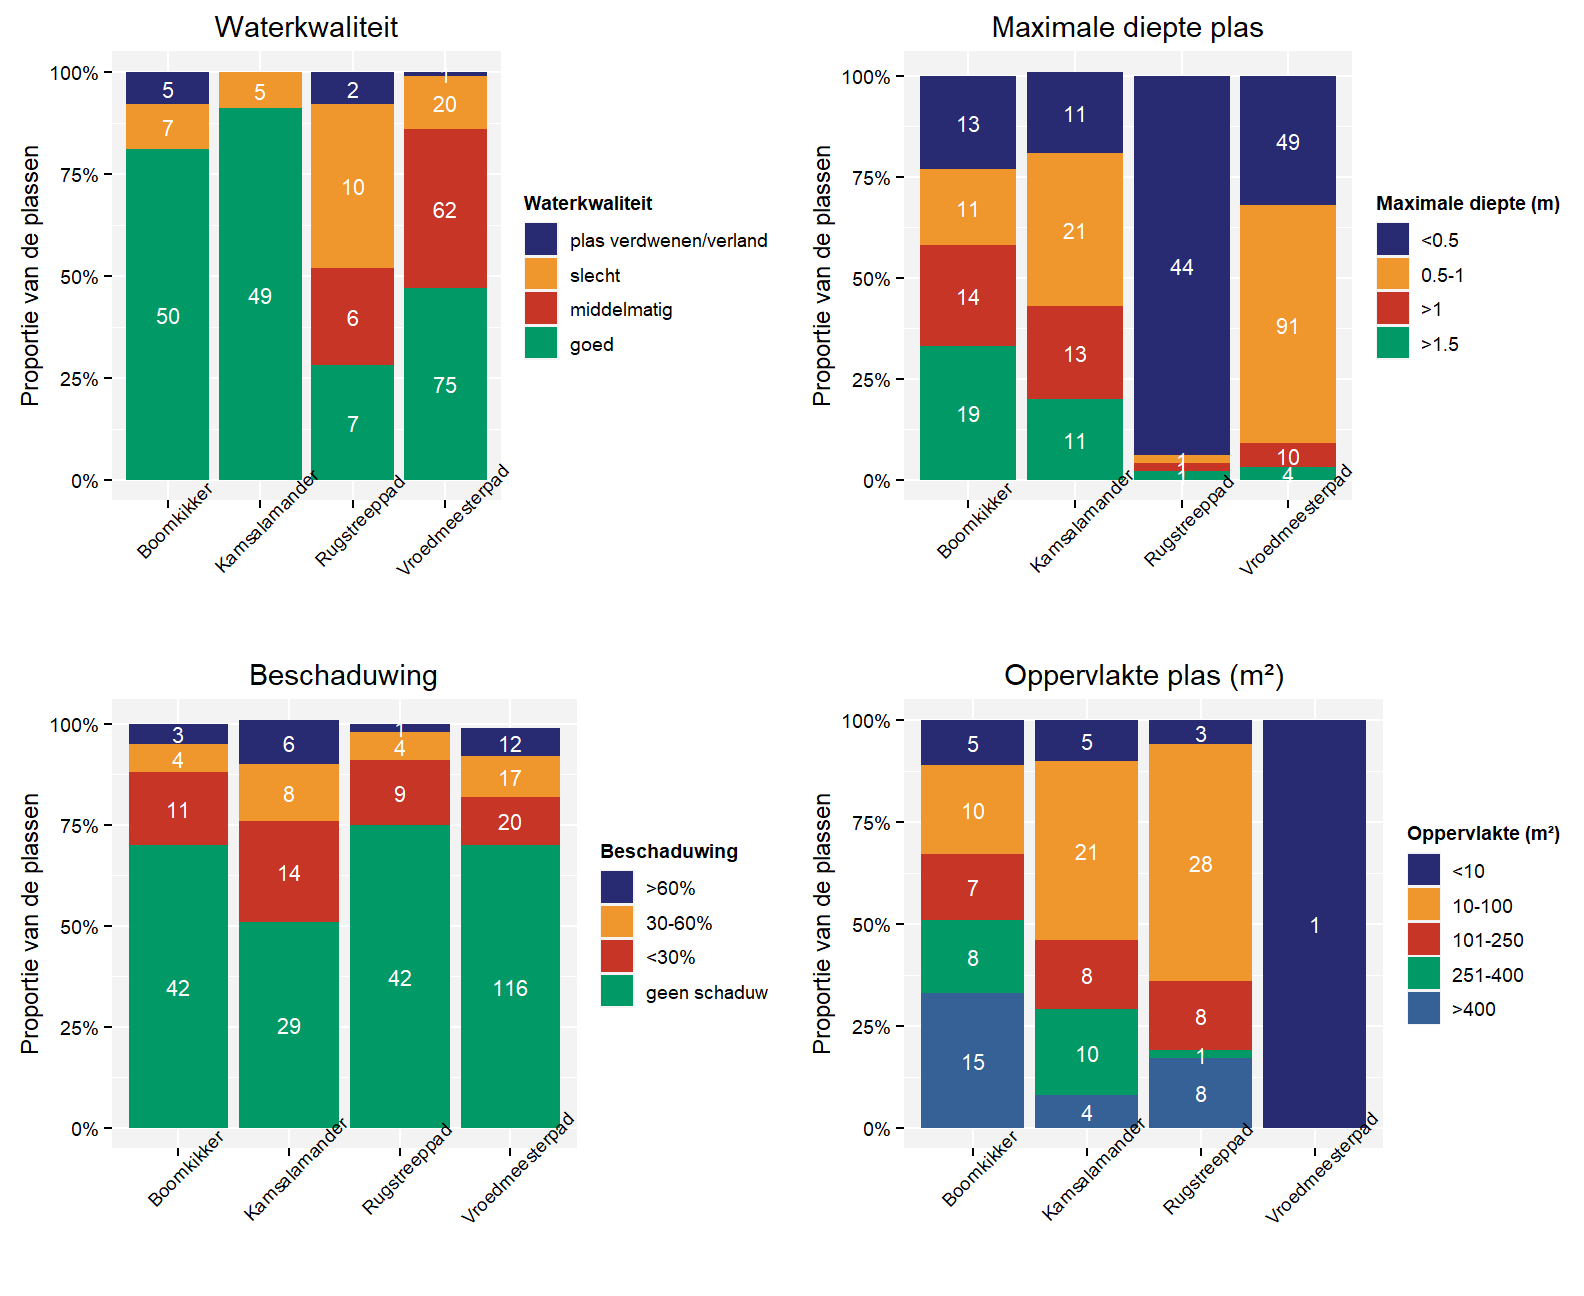 Waterkwaliteit
Proportie van de plassen
100%
75%
50%
25%
0%
5
7
50
5
49
2
10
6
7
1
20
62
75
Boomkikker
Kamsalamander
Rugstreeppad
Vroedmeesterpad
Waterkwaliteit
plas verdwenen/verland
slecht
middelmatig
goed
Maximale diepte plas
Proportie van de plassen
100%
75%
50%
25%
0%
13
11
14
19
11
21
13
11
44
1
1
1
49
91
10
4
Boomkikker
Kamsalamander
Rugstreeppad
Vroedmeesterpad
Maximale diepte (m)
<0.5
0.5-1
>1
>1.5
Beschaduwing
Proportie van de plassen
100%
75%
50%
25%
0%
3
4
11
42
6
8
14
29
1
4
9
42
12
17
20
116
Boomkikker
Kamsalamander
Rugstreeppad
Vroedmeesterpad
Beschaduwing
>60%
30-60%
<30%
geen schaduw
Oppervlakte plas (m²)
Proportie van de plassen
100%
75%
50%
25%
0%
5
10
7
8
15
5
21
8
10
4
3
28
8
1
8
1
Boomkikker
Kamsalamander
Rugstreeppad
Vroedmeesterpad
Oppervlakte (m²)
<10
10-100
101-250
251-400
>400